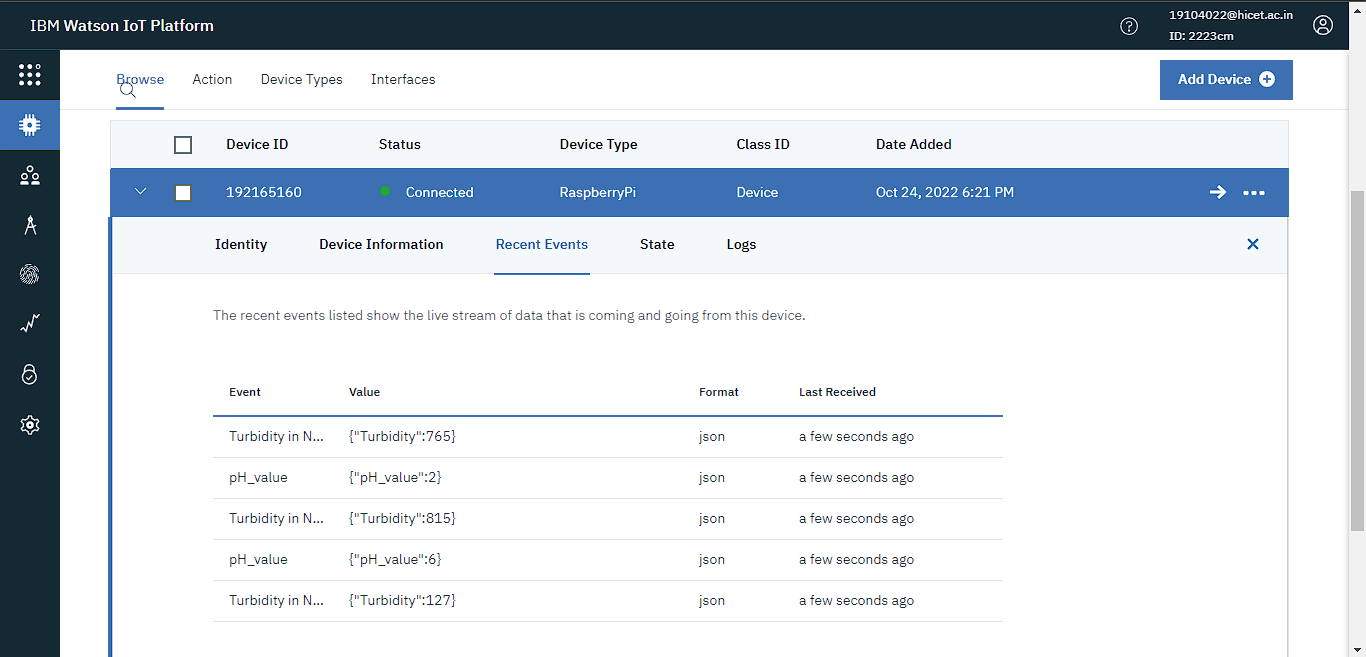 IBM Watson IoT Platform
19104022@hicet.ac.in
ID: 2223cm
Browse Action Device Types Interfaces
Add Device
Device ID Status Device Type Class ID Date Added
192165160 Connected RaspberryPi Device Oct 24, 2022 6:21 PM
Identity Device Information Recent Events State Logs
The recent events listed show the live stream of data that is coming and going from this device.
Event Value Format Last Received
Turbidity in N... {"Turbidity":765} json a few seconds ago
pH_value {"pH_value":2} json a few seconds ago
Turbidity in N... {"Turbidity":815} json a few seconds ago
pH_value {"pH_value":6} json a few seconds ago
Turbidity in N... {"Turbidity":127} json a few seconds ago